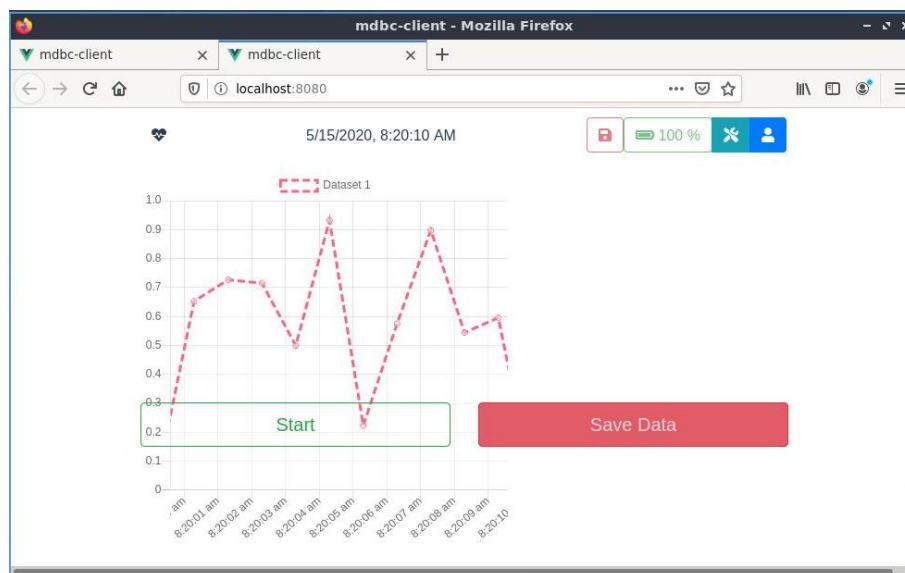 mdbc-client - Mozilla Firefox
mdbc-client
mdbc-client
localhost:8080
5/15/2020, 8:20:10 AM
100 %
Dataset 1
1.0
0.9
0.8
0.7
0.6
0.5
0.4
0.3
0.2
0.1
0
Start
Save Data
am
8:20:01 am
8:20:02 am
8:20:03 am
8:20:04 am
8:20:05 am
8:20:06 am
8:20:07 am
8:20:08 am
8:20:09 am
8:20:10